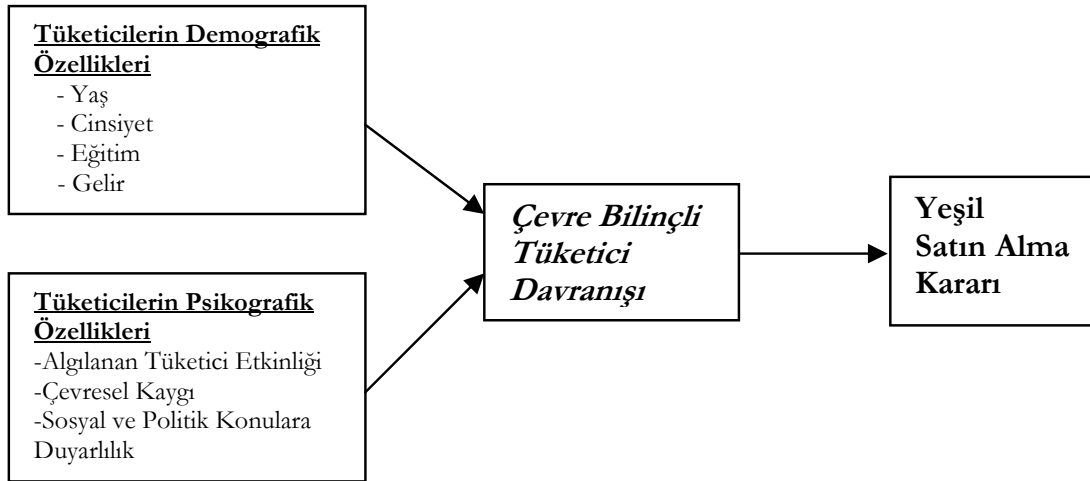 Tüketicilerin Demografik
Özellikleri
- Yaş
- Cinsiyet
- Eğitim
- Gelir
Tüketicilerin Psikografik
Özellikleri
-Algılanan Tüketici Etkinliği
-Çevresel Kaygı
-Sosyal ve Politik Konulara
Duyarlılık
Çevre Bilinçli
Tüketici
Davranışı
Yeşil
Satın Alma
Kararı